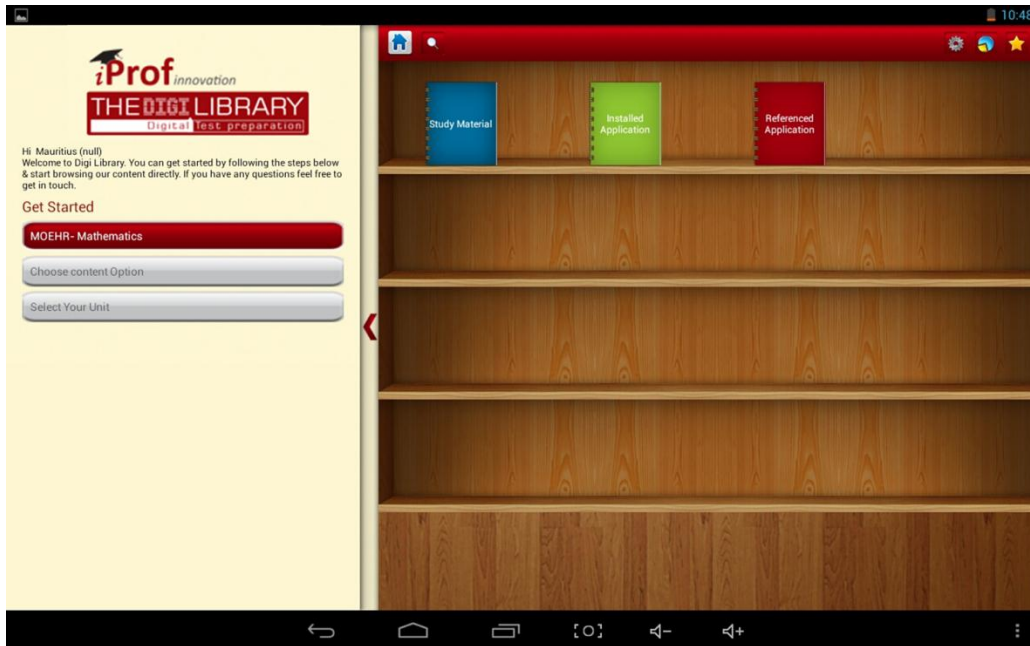 10:48
iProf innovation
THE DIGI LIBRARY
Digital Test preparation
Hi Mauritius (null)
Welcome to Digi Library. You can get started by following the steps below
& start browsing our content directly. If you have any questions feel free to
get in touch.
Get Started
MOEHR- Mathematics
Choose content Option
Select Your Unit
Study Material
Installed
Application
Referenced
Application